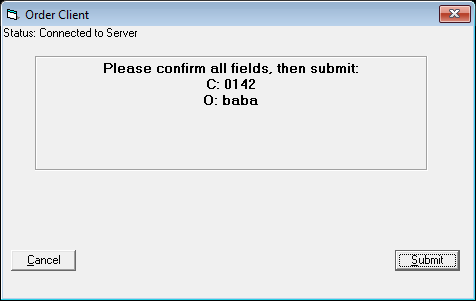 Order Client
Status: Connected to Server
Please confirm all fields, then submit:
C: 0142
O: baba
Cancel
Submit